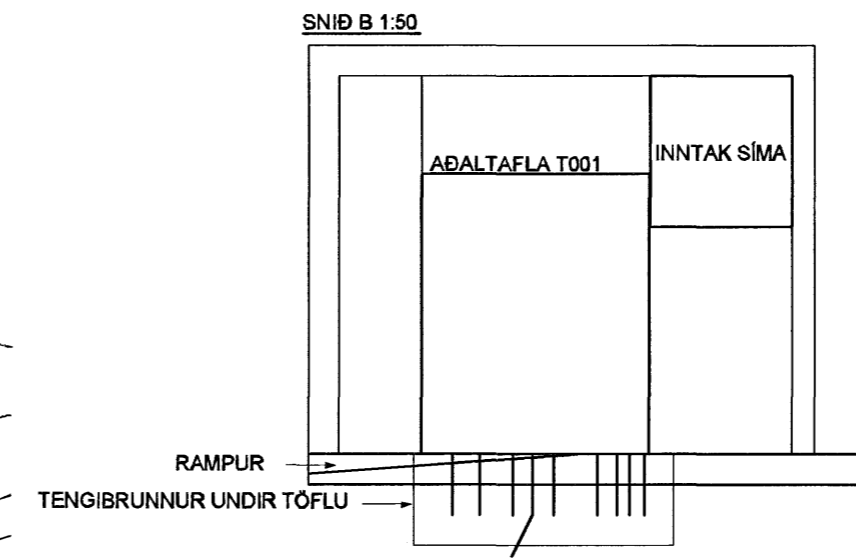 SNIÐ B 1:50
AÐALTAFLA T001
INNTAK SÍMA
RAMPUR
TENGIBRUNNUR UNDIR TÖFLU